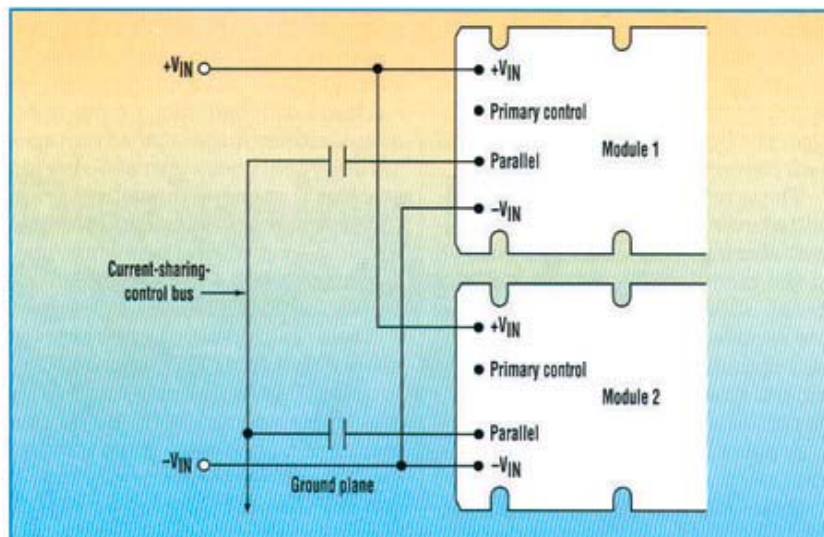 +VIN
+VIN
Primary control
Module 1
Parallel
−VIN
Current-sharing-
control bus
+VIN
Primary control
Module 2
Parallel
−VIN
−VIN
Ground plane